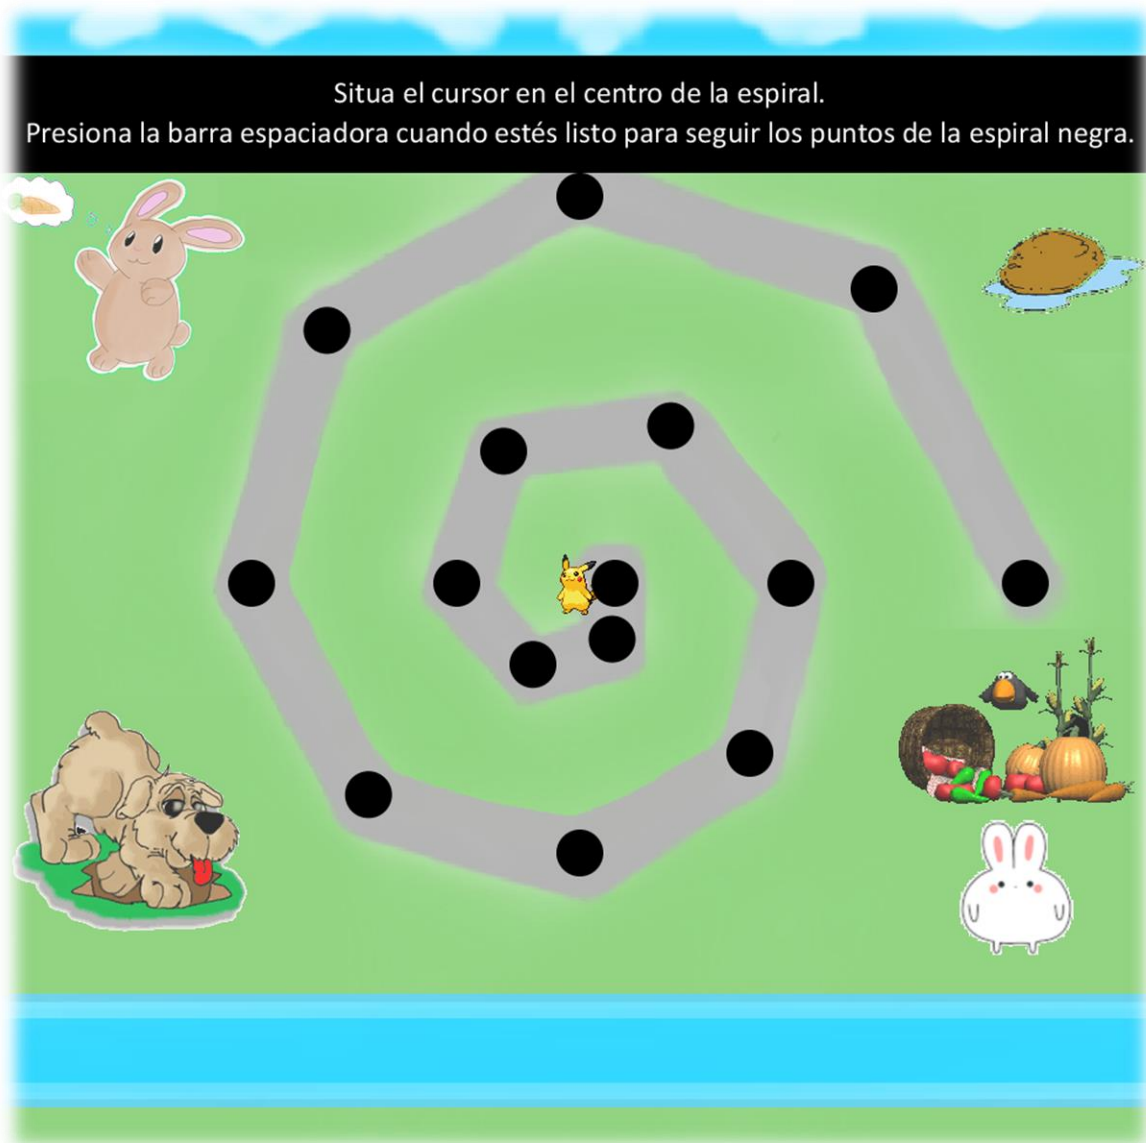 Situa el cursor en el centro de la espiral.
Presiona la barra espaciadora cuando estés listo para seguir los puntos de la espiral negra.